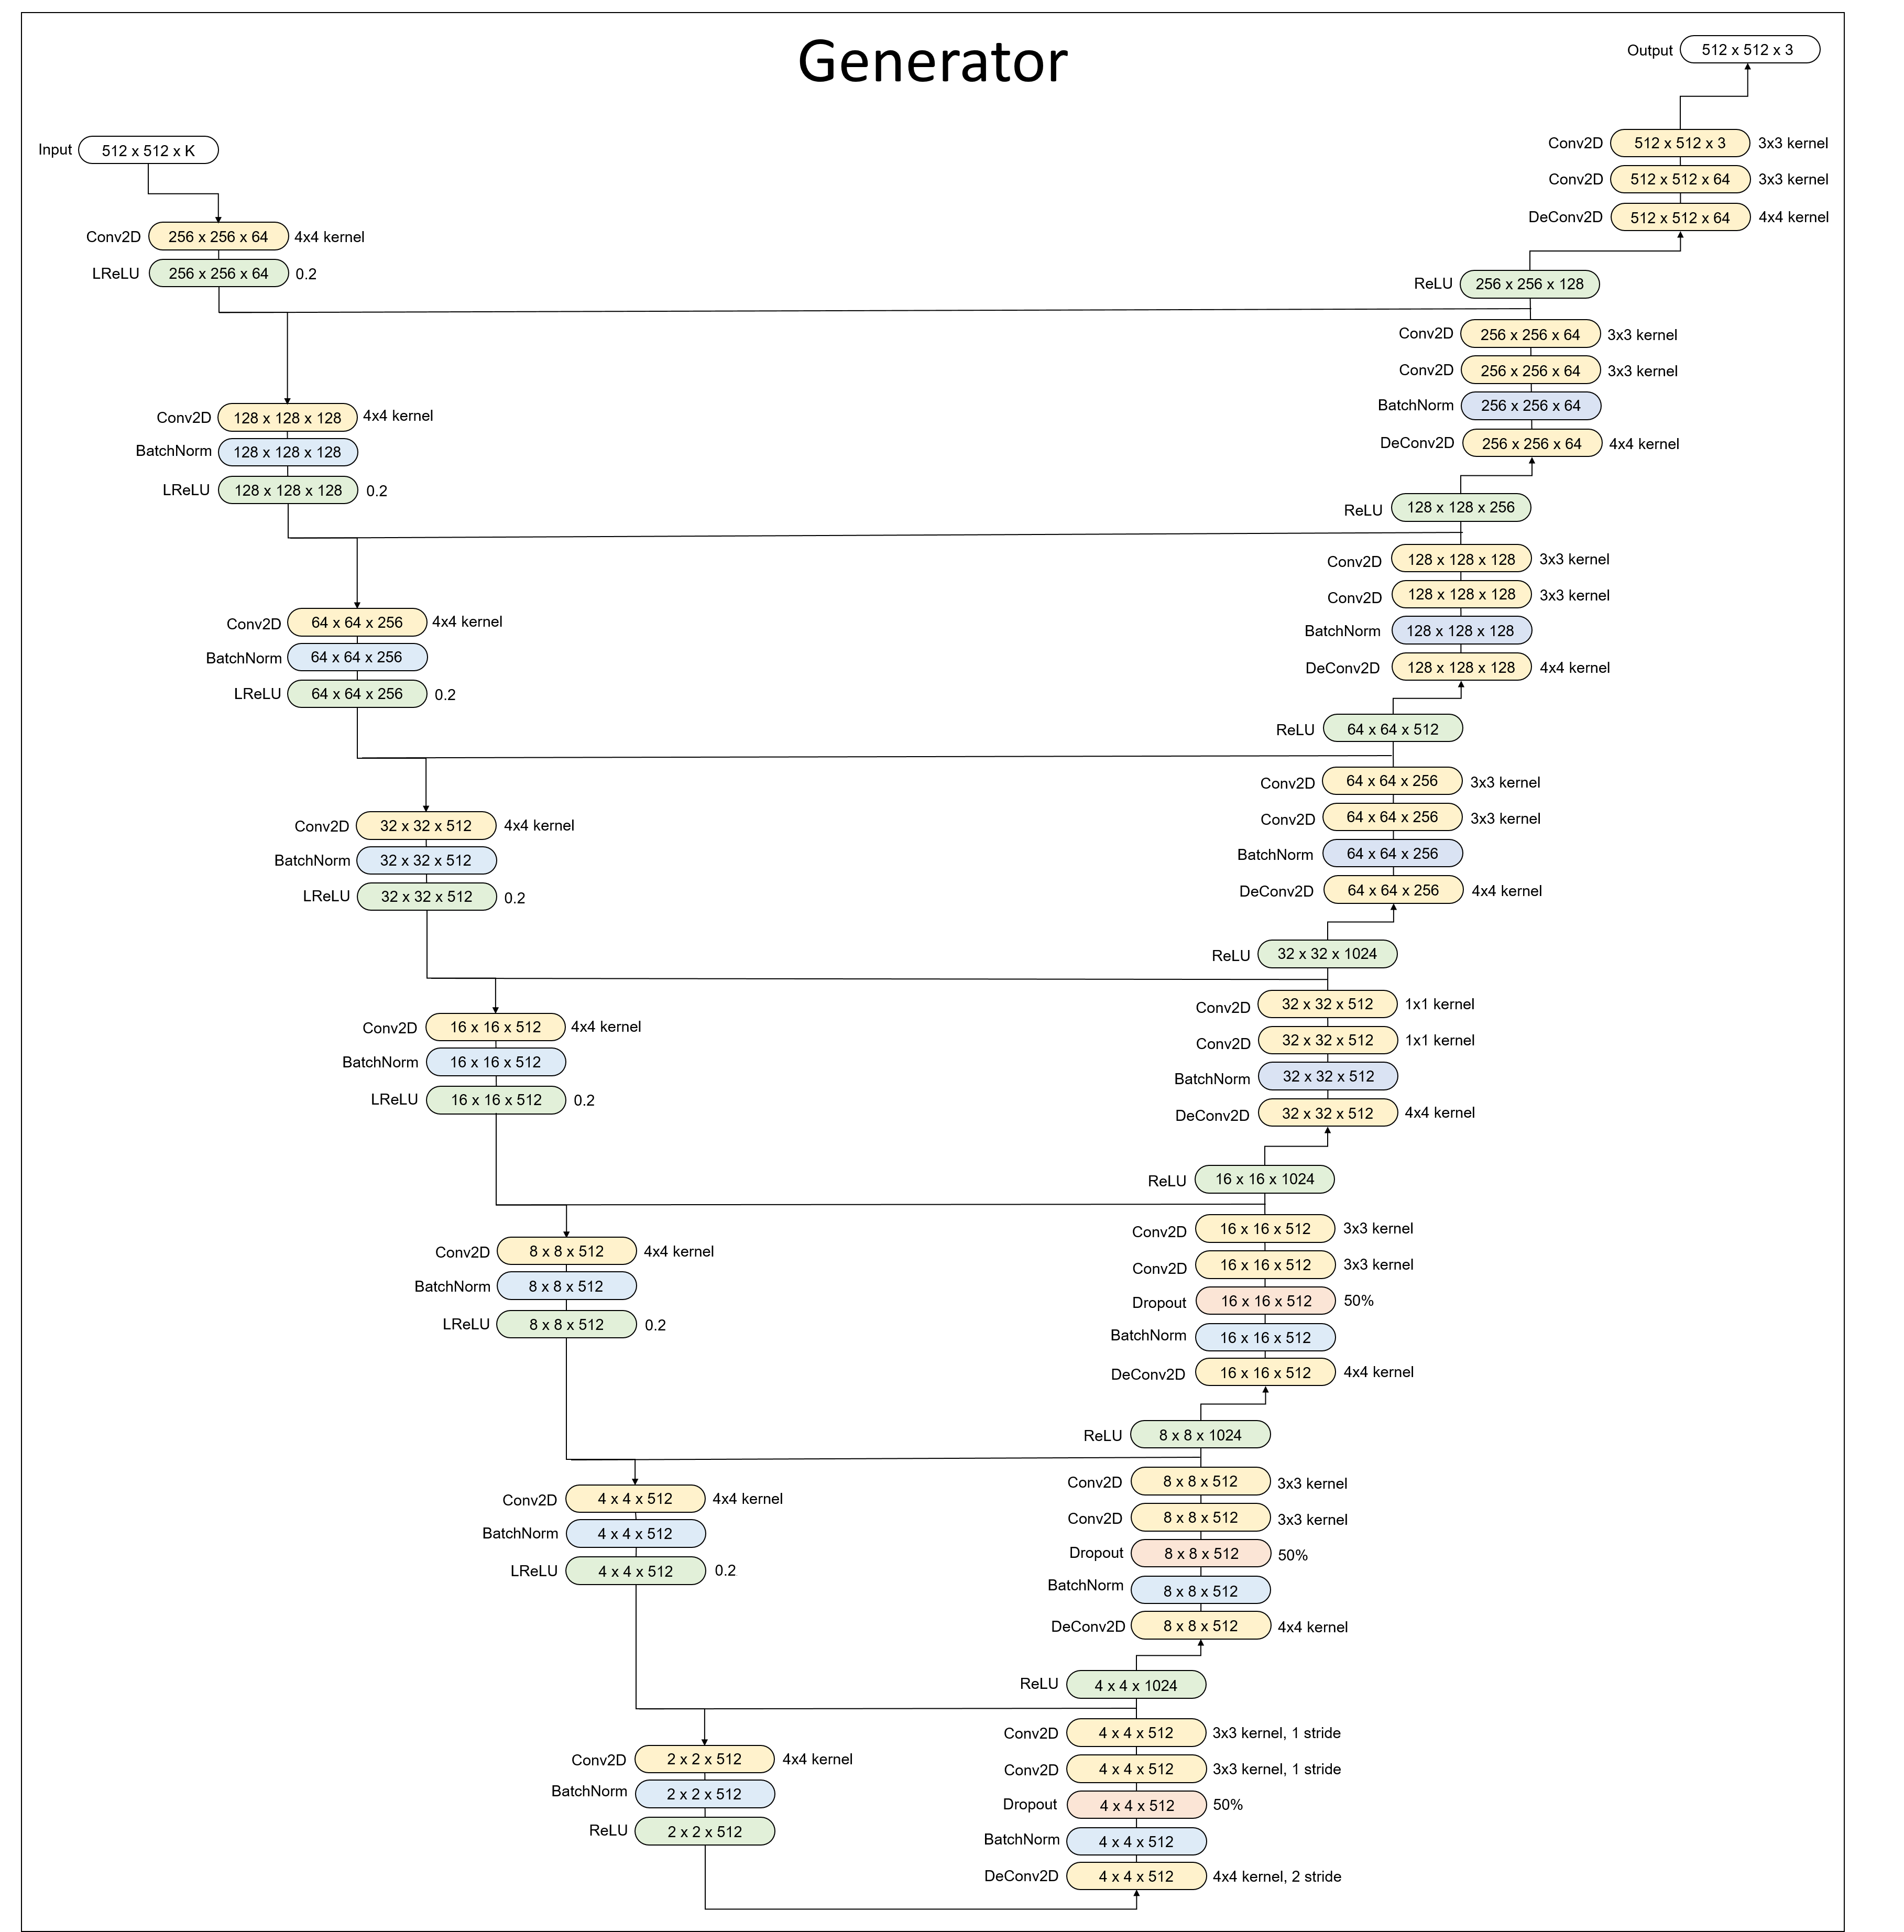 Generator
Output 512 x 512 x 3
Input 512 x 512 x K
Conv2D 256 x 256 x 64 4x4 kernel
LReLU 256 x 256 x 64 0.2
Conv2D 128 x 128 x 128 4x4 kernel
BatchNorm 128 x 128 x 128
LReLU 128 x 128 x 128 0.2
Conv2D 64 x 64 x 256 4x4 kernel
BatchNorm 64 x 64 x 256
LReLU 64 x 64 x 256 0.2
Conv2D 32 x 32 x 512 4x4 kernel
BatchNorm 32 x 32 x 512
LReLU 32 x 32 x 512 0.2
Conv2D 16 x 16 x 512 4x4 kernel
BatchNorm 16 x 16 x 512
LReLU 16 x 16 x 512 0.2
Conv2D 8 x 8 x 512 4x4 kernel
BatchNorm 8 x 8 x 512
LReLU 8 x 8 x 512 0.2
Conv2D 4 x 4 x 512 4x4 kernel
BatchNorm 4 x 4 x 512
LReLU 4 x 4 x 512 0.2
Conv2D 2 x 2 x 512 4x4 kernel
BatchNorm 2 x 2 x 512
ReLU 2 x 2 x 512
Conv2D 512 x 512 x 3 3x3 kernel
Conv2D 512 x 512 x 64 3x3 kernel
DeConv2D 512 x 512 x 64 4x4 kernel
ReLU 256 x 256 x 128
Conv2D 256 x 256 x 64 3x3 kernel
Conv2D 256 x 256 x 64 3x3 kernel
BatchNorm 256 x 256 x 64
DeConv2D 256 x 256 x 64 4x4 kernel
ReLU 128 x 128 x 256
Conv2D 128 x 128 x 128 3x3 kernel
Conv2D 128 x 128 x 128 3x3 kernel
BatchNorm 128 x 128 x 128
DeConv2D 128 x 128 x 128 4x4 kernel
ReLU 64 x 64 x 512
Conv2D 64 x 64 x 256 3x3 kernel
Conv2D 64 x 64 x 256 3x3 kernel
BatchNorm 64 x 64 x 256
DeConv2D 64 x 64 x 256 4x4 kernel
ReLU 32 x 32 x 1024
Conv2D 32 x 32 x 512 1x1 kernel
Conv2D 32 x 32 x 512 1x1 kernel
BatchNorm 32 x 32 x 512
DeConv2D 32 x 32 x 512 4x4 kernel
ReLU 16 x 16 x 1024
Conv2D 16 x 16 x 512 3x3 kernel
Conv2D 16 x 16 x 512 3x3 kernel
Dropout 16 x 16 x 512 50%
BatchNorm 16 x 16 x 512
DeConv2D 16 x 16 x 512 4x4 kernel
ReLU 8 x 8 x 1024
Conv2D 8 x 8 x 512 3x3 kernel
Conv2D 8 x 8 x 512 3x3 kernel
Dropout 8 x 8 x 512 50%
BatchNorm 8 x 8 x 512
DeConv2D 8 x 8 x 512 4x4 kernel
ReLU 4 x 4 x 1024
Conv2D 4 x 4 x 512 3x3 kernel, 1 stride
Conv2D 4 x 4 x 512 3x3 kernel, 1 stride
Dropout 4 x 4 x 512 50%
BatchNorm 4 x 4 x 512
DeConv2D 4 x 4 x 512 4x4 kernel, 2 stride